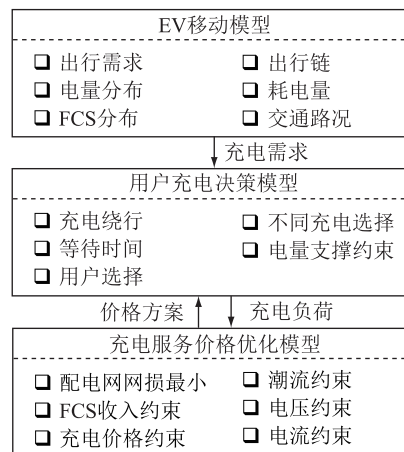 EV移动模型
出行需求 出行链
电量分布 耗电量
FCS分布 交通路况
充电需求
用户充电决策模型
充电绕行 不同充电选择
等待时间 电量支撑约束
用户选择
价格方案 充电负荷
充电服务价格优化模型
配电网网损最小 潮流约束
FCS收入约束 电压约束
充电价格约束 电流约束